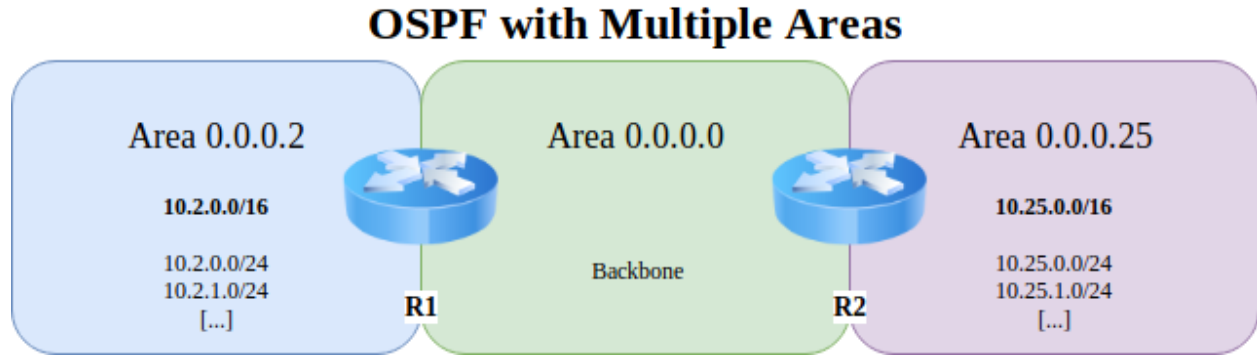 OSPF with Multiple Areas
Area 0.0.0.2
10.2.0.0/16
10.2.0.0/24
10.2.1.0/24
[...]
R1
Area 0.0.0.0
Backbone
R2
Area 0.0.0.25
10.25.0.0/16
10.25.0.0/24
10.25.1.0/24
[...]